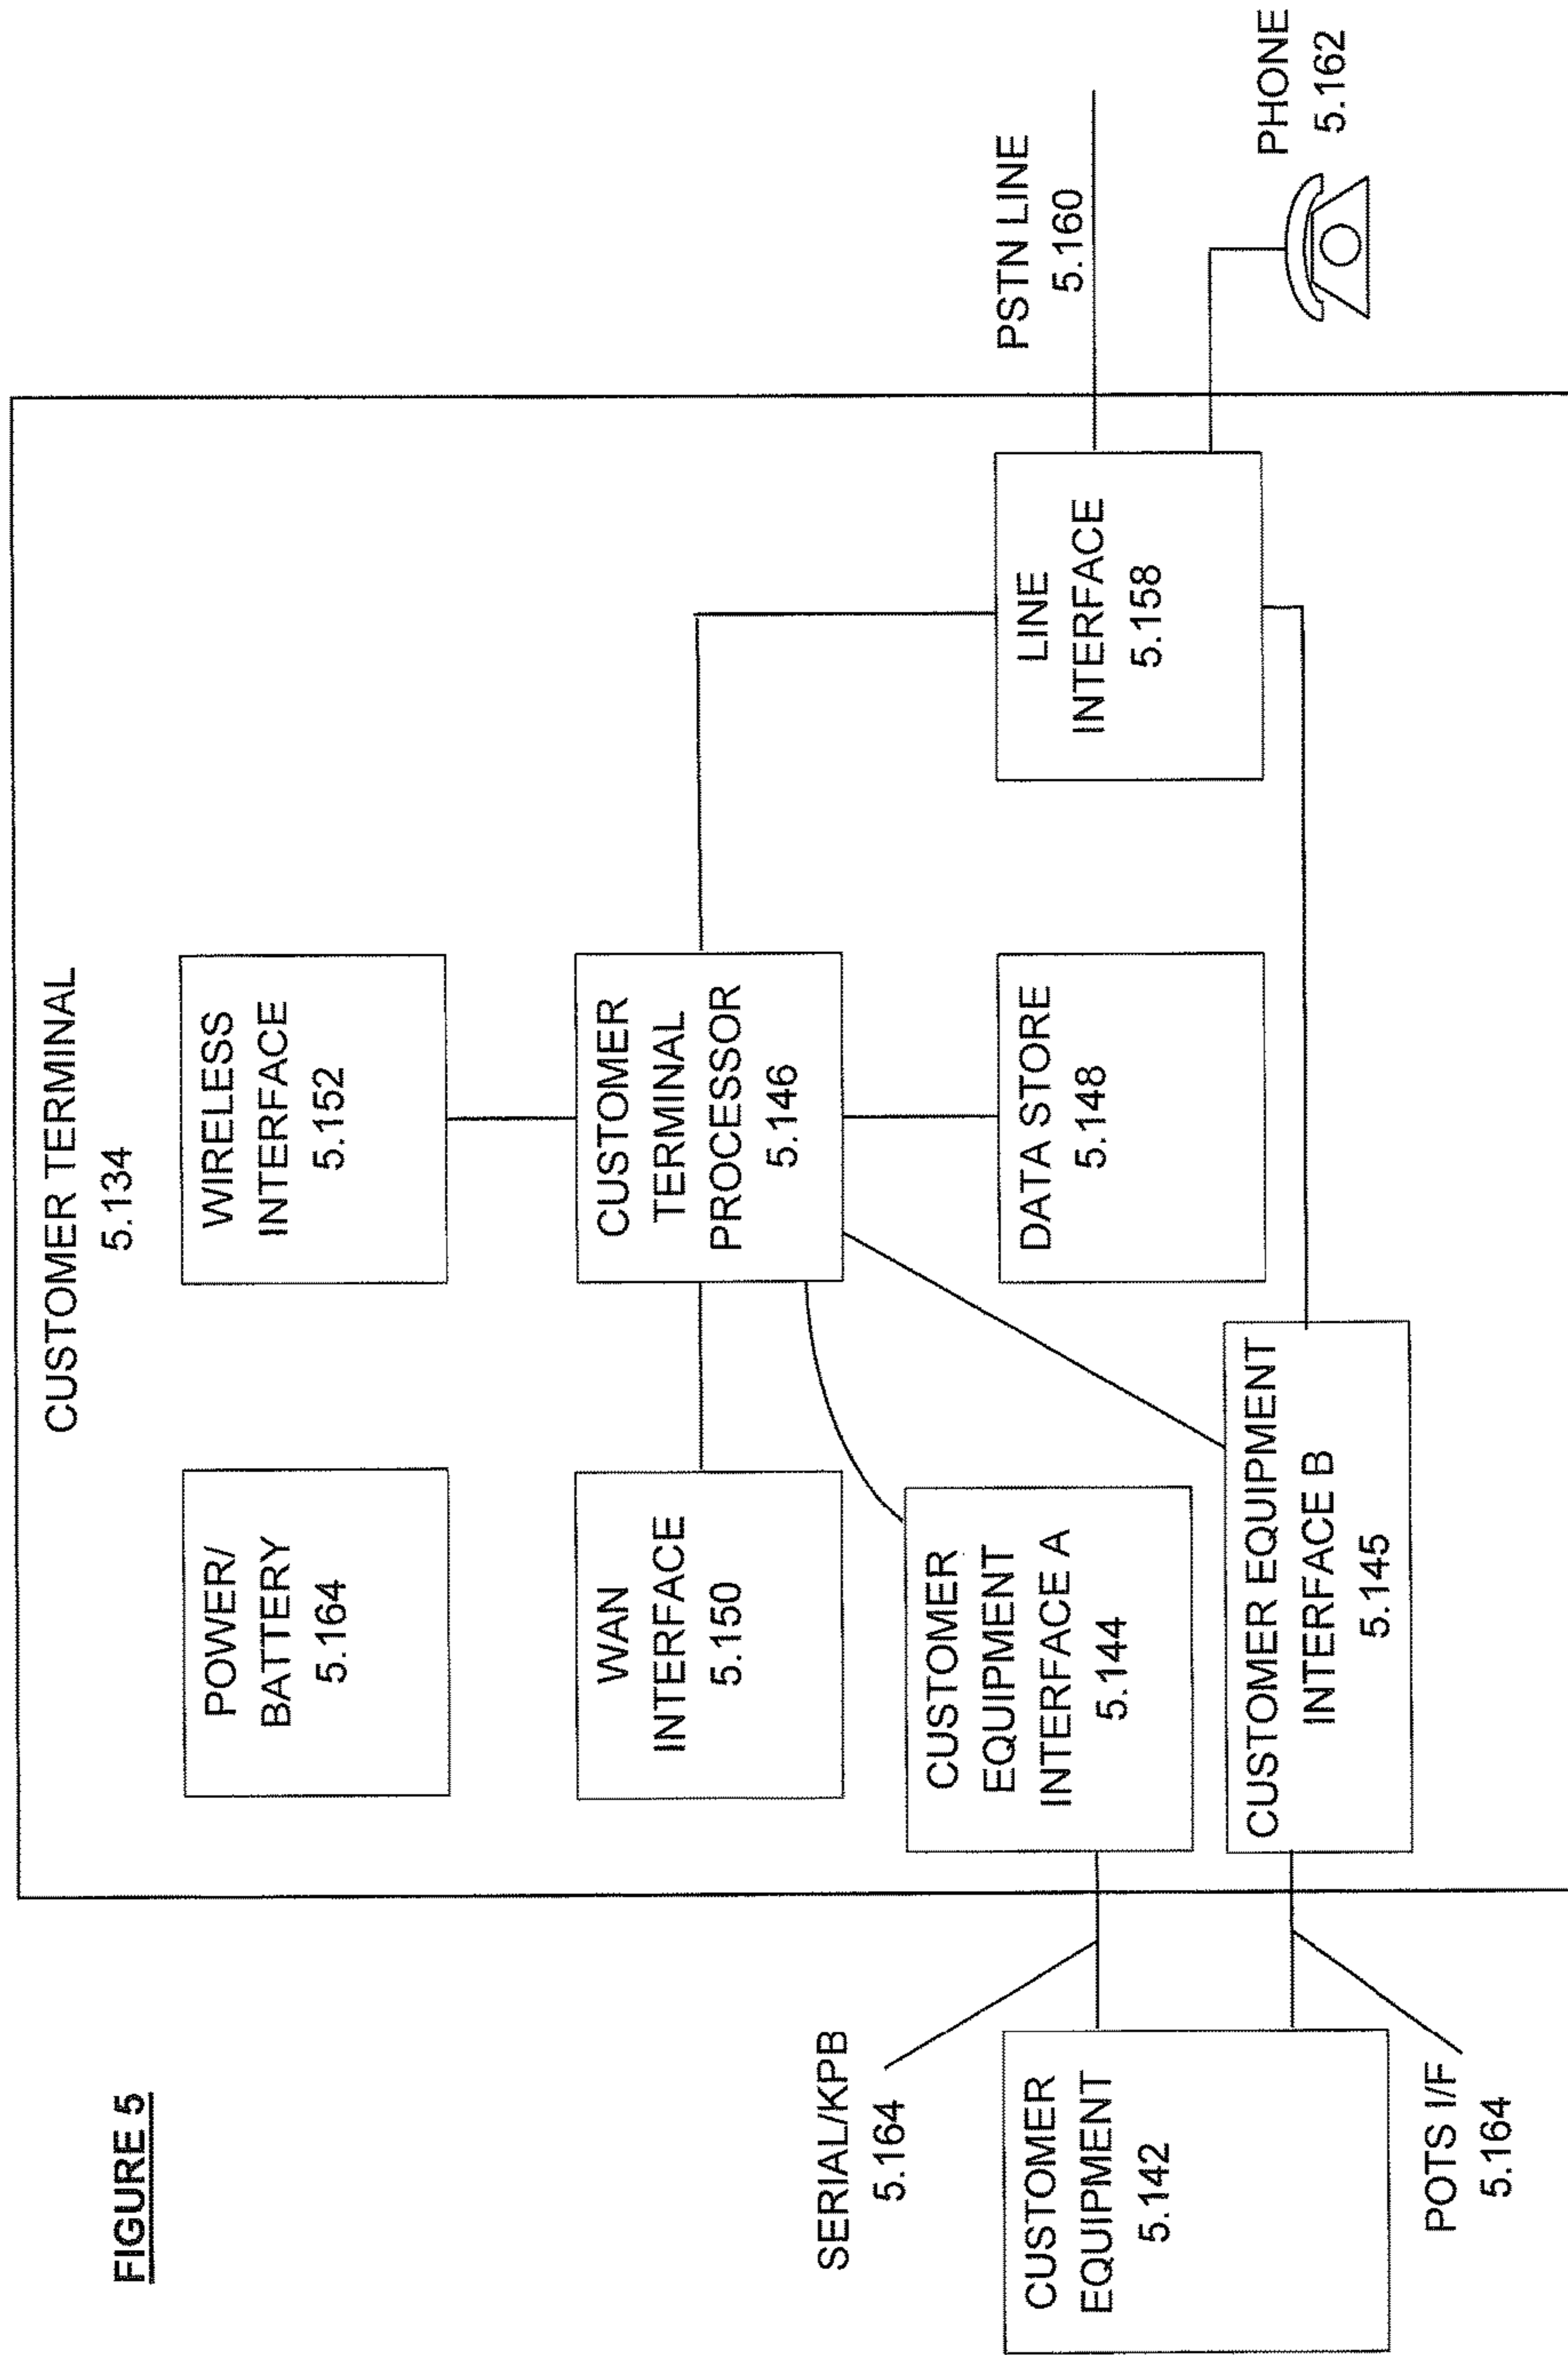 FIGURE 5
CUSTOMER TERMINAL
5.134
POWER/
BATTERY
5.164
WIRELESS
INTERFACE
5.152
WAN
INTERFACE
5.150
CUSTOMER
TERMINAL
PROCESSOR
5.146
SERIAL/KPB
5.164
CUSTOMER
EQUIPMENT
INTERFACE A
5.144
CUSTOMER
EQUIPMENT
5.142
DATA STORE
5.148
LINE
INTERFACE
5.158
PSTN LINE
5.160
CUSTOMER EQUIPMENT
INTERFACE B
5.145
PHONE
5.162
POTS I/F
5.164